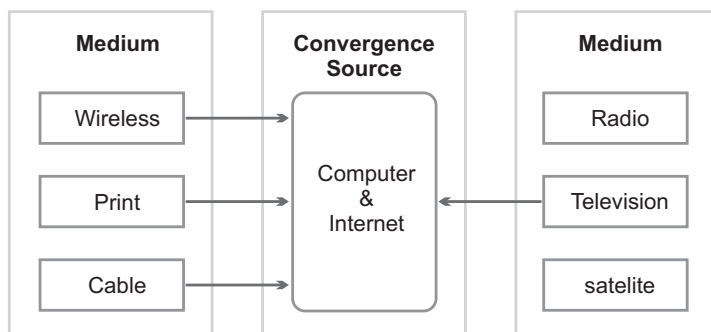 Medium
Wireless
Print
Cable
Convergence
Source
Computer
&
Internet
Medium
Radio
Television
satelite